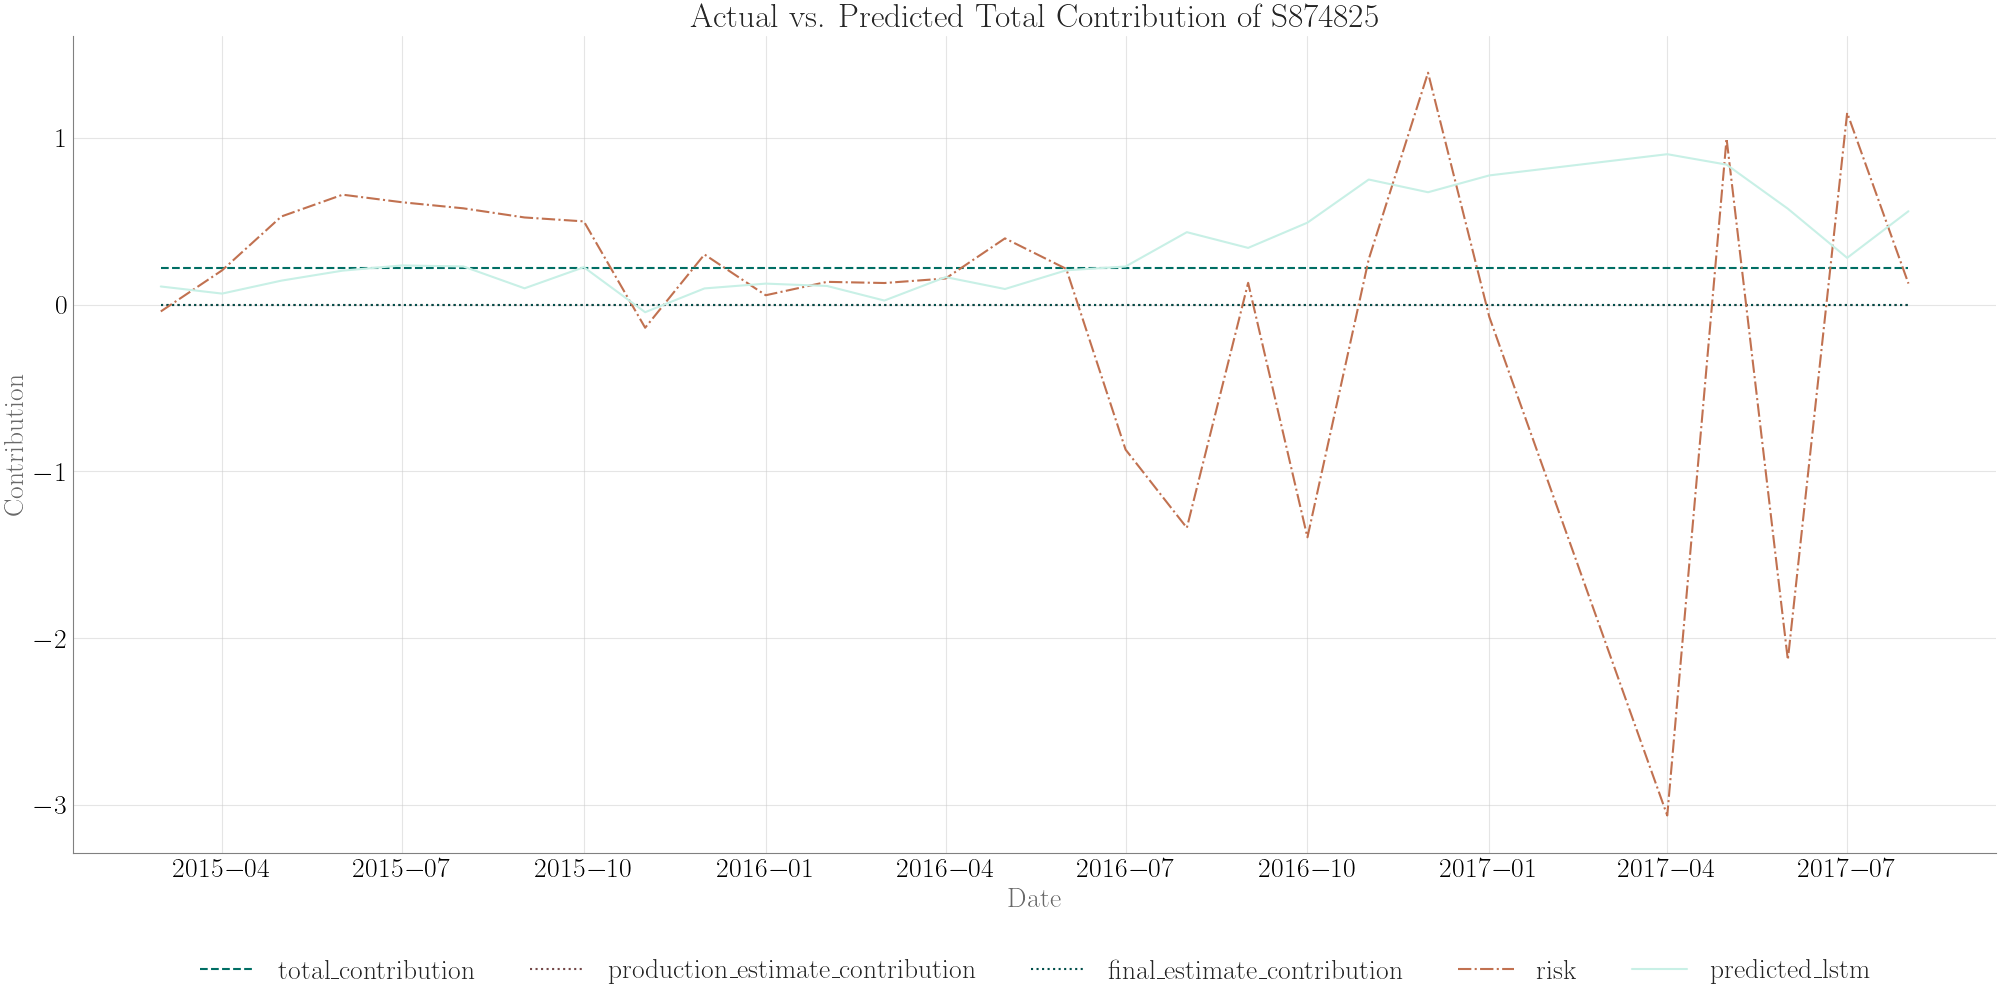 Actual vs. Predicted Total Contribution of S874825
Contribution
1
0
−1
−2
−3
2015−04 2015−07 2015−10 2016−01 2016−04 2016−07 2016−10 2017−01 2017−04 2017−07
Date
total_contribution production_estimate_contribution final_estimate_contribution risk predicted_lstm